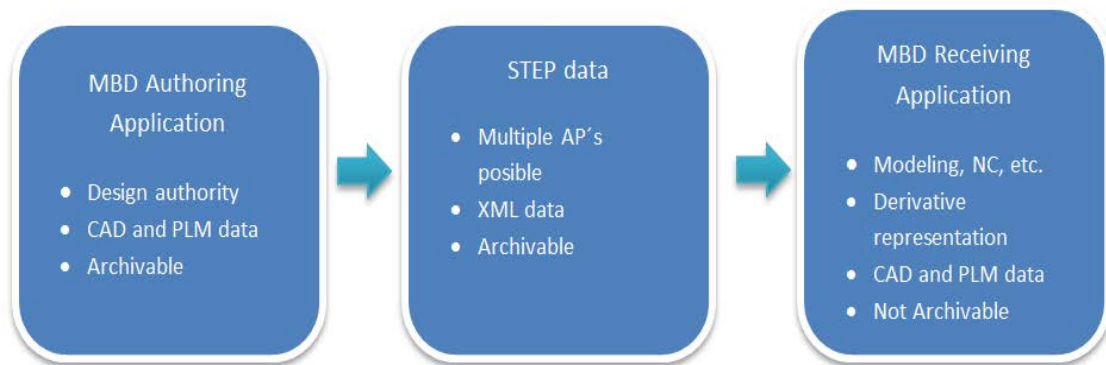 MBD Authoring
Application
• Design authority
• CAD and PLM data
• Archivable
STEP data
• Multiple AP´s
posible
• XML data
• Archivable
MBD Receiving
Application
• Modeling, NC, etc.
• Derivative
representation
• CAD and PLM data
• Not Archivable